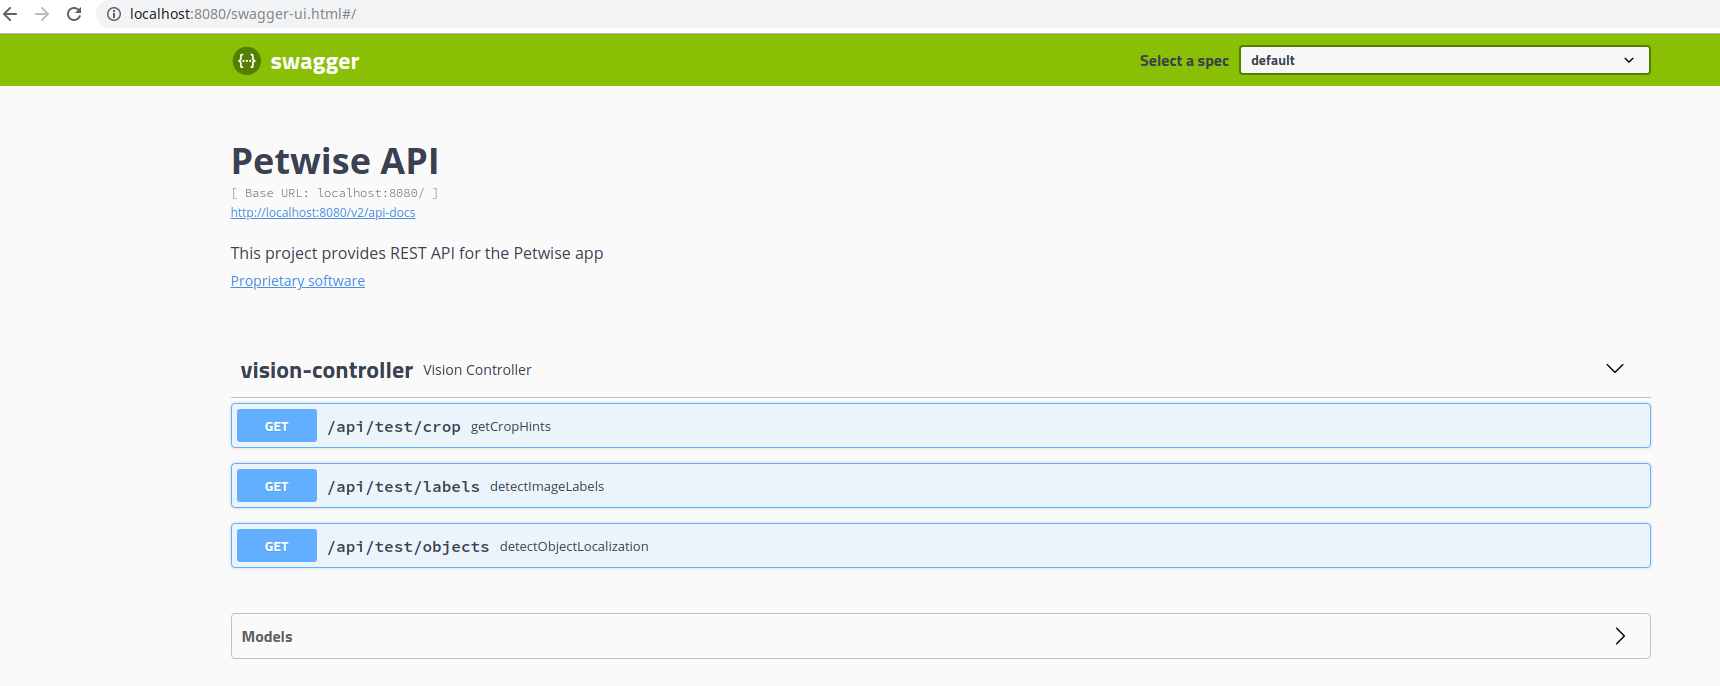 localhost:8080/swagger-ui.html#/
{··} swagger
Select a spec default
Petwise API
[ Base URL: localhost:8080/ ]
http://localhost:8080/v2/api-docs
This project provides REST API for the Petwise app
Proprietary software
vision-controller Vision Controller
GET /api/test/crop getCropHints
GET /api/test/labels detectImageLabels
GET /api/test/objects detectObjectLocalization
Models